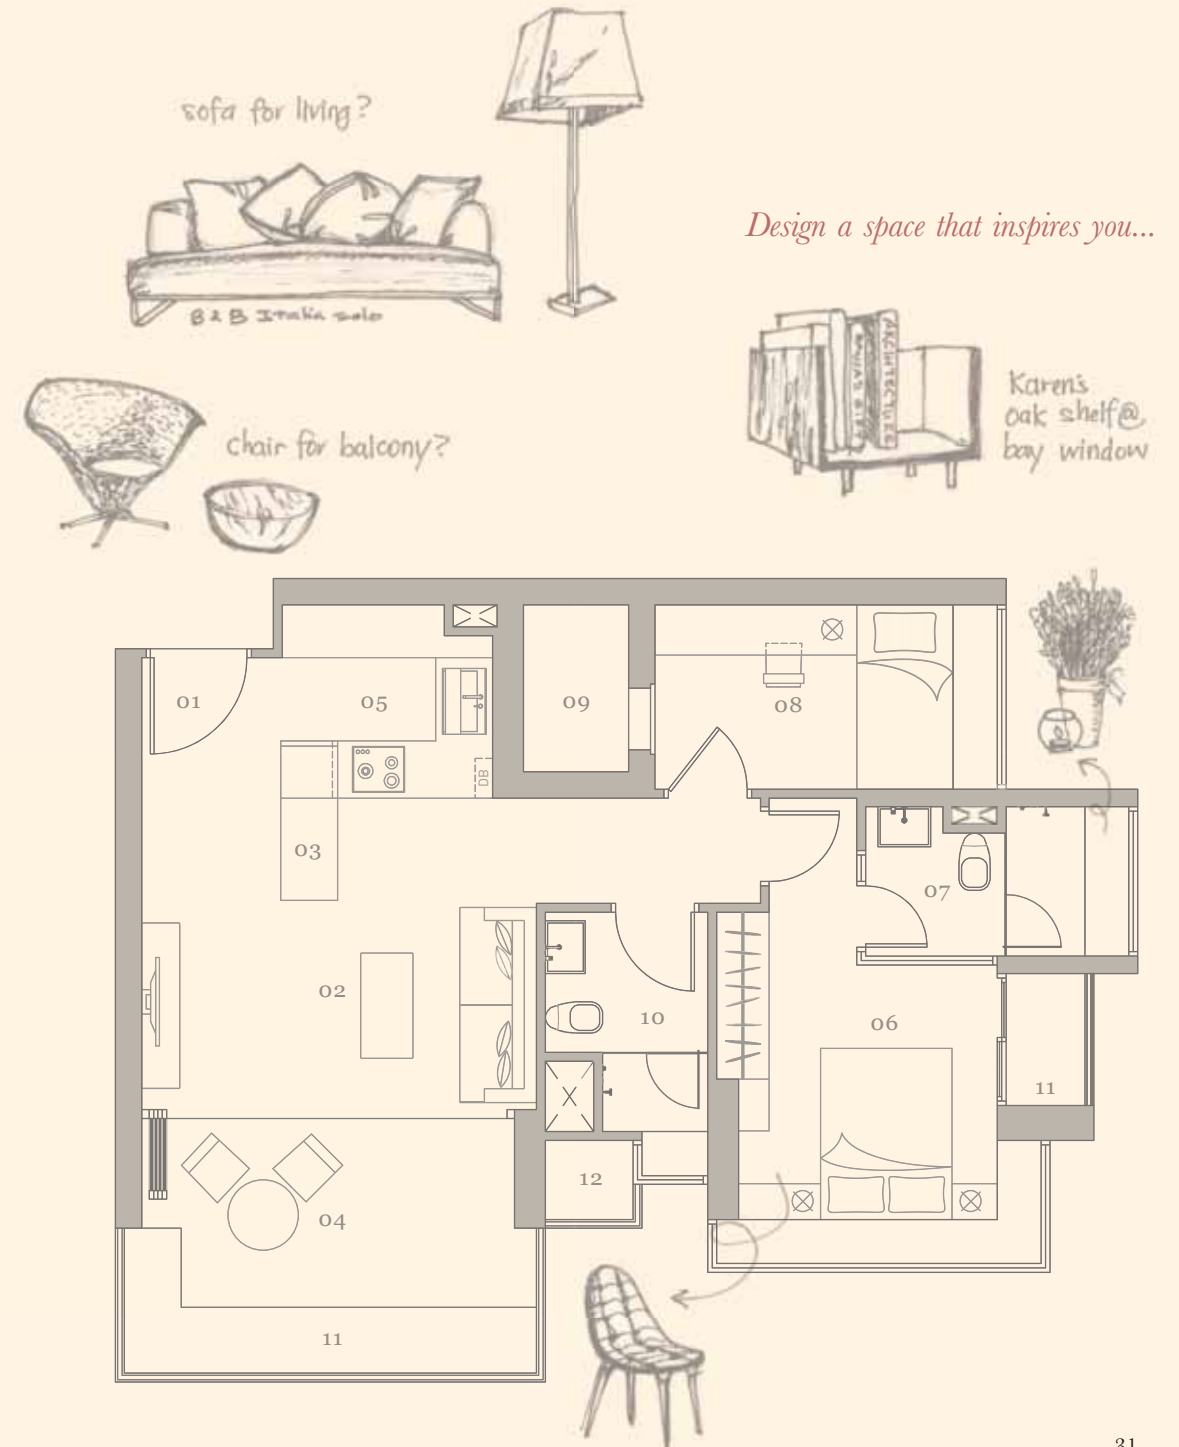 sofa for living?
B & B Italia solo
Design a space that inspires you...
ARCHITECTURE
Karen's
oak shelf@
bay window
chair for balcony?
01
05
09
08
DB
03
07
02
10
06
11
12
04
11
31